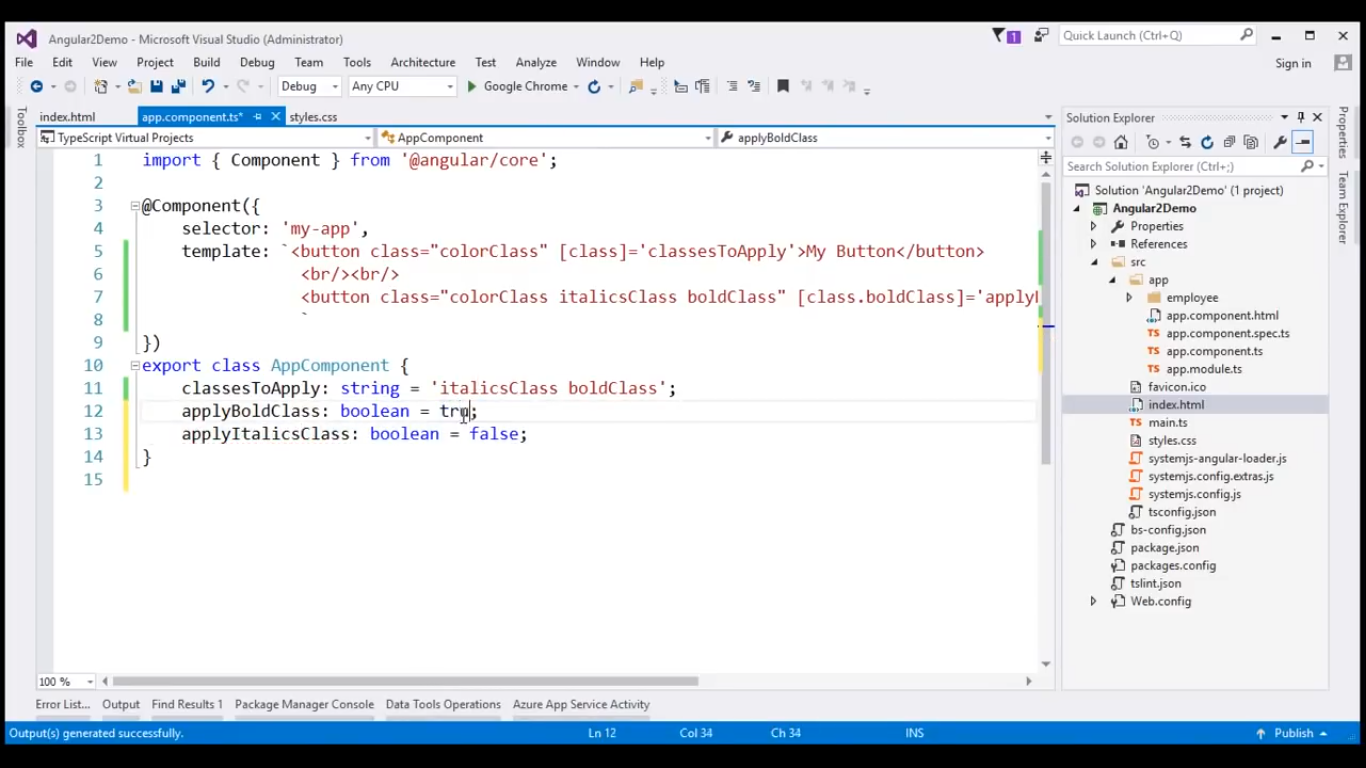 Angular2Demo - Microsoft Visual Studio (Administrator)
1
Quick Launch (Ctrl+Q)
File Edit View Project Build Debug Team Tools Architecture Test Analyze Window Help
Sign in
Debug Any CPU Google Chrome
Toolbox
index.html app.component.ts* styles.css
TypeScript Virtual Projects AppComponent applyBoldClass
1 import { Component } from '@angular/core';
2
3 @Component({
4 selector: 'my-app',
5 template: `<button class="colorClass" [class]='classesToApply'>My Button</button>
6 <br/><br/>
7 <button class="colorClass italicsClass boldClass" [class.boldClass]='apply
8 `
9 })
10 export class AppComponent {
11 classesToApply: string = 'italicsClass boldClass';
12 applyBoldClass: boolean = tru;
13 applyItalicsClass: boolean = false;
14 }
15
100 %
Solution Explorer
Search Solution Explorer (Ctrl+;)
Solution 'Angular2Demo' (1 project)
Angular2Demo
Properties
References
src
app
employee
app.component.html
TS app.component.spec.ts
TS app.component.ts
TS app.module.ts
favicon.ico
index.html
TS main.ts
styles.css
systemjs-angular-loader.js
systemjs.config.extras.js
systemjs.config.js
tsconfig.json
bs-config.json
package.json
packages.config
tslint.json
Web.config
Properties
Team Explorer
Error List... Output Find Results 1 Package Manager Console Data Tools Operations Azure App Service Activity
Output(s) generated successfully. Ln 12 Col 34 Ch 34 INS Publish